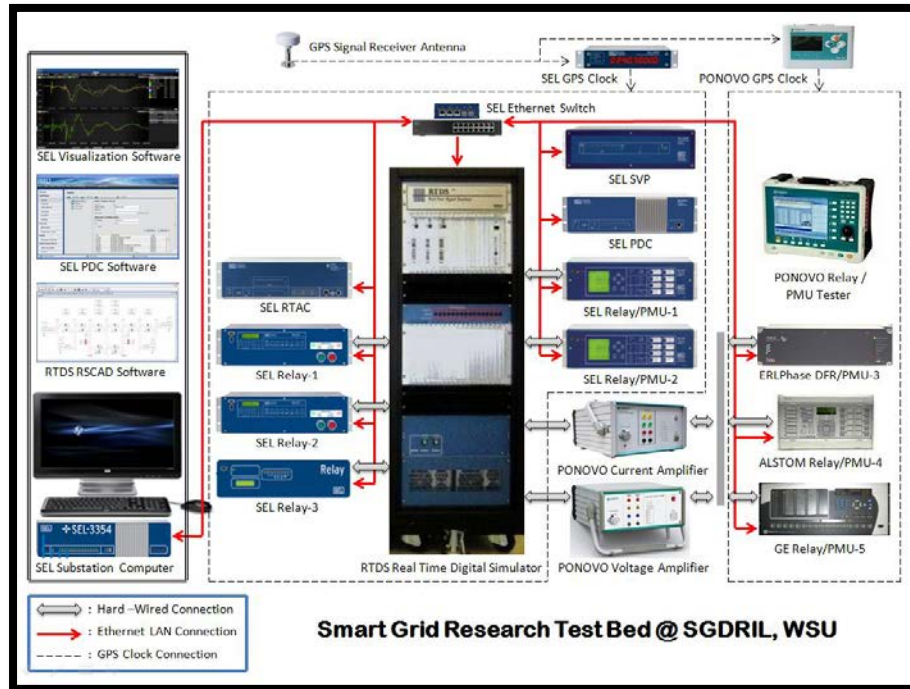 GPS Signal Receiver Antenna
SEL GPS Clock
PONOVO GPS Clock
SEL Ethernet Switch
SEL Visualization Software
SEL SVP
SEL PDC Software
SEL PDC
RTDS
PONOVO Relay /
PMU Tester
SEL RTAC
SEL Relay/PMU-1
RTDS RSCAD Software
SEL Relay-1
SEL Relay/PMU-2
ERLPhase DFR/PMU-3
SEL Relay-2
PONOVO Current Amplifier
ALSTOM Relay/PMU-4
Relay
SEL-3354
SEL Relay-3
GE Relay/PMU-5
SEL Substation Computer
RTDS Real Time Digital Simulator
PONOVO Voltage Amplifier
: Hard –Wired Connection
: Ethernet LAN Connection
: GPS Clock Connection
Smart Grid Research Test Bed @ SGDRIL, WSU